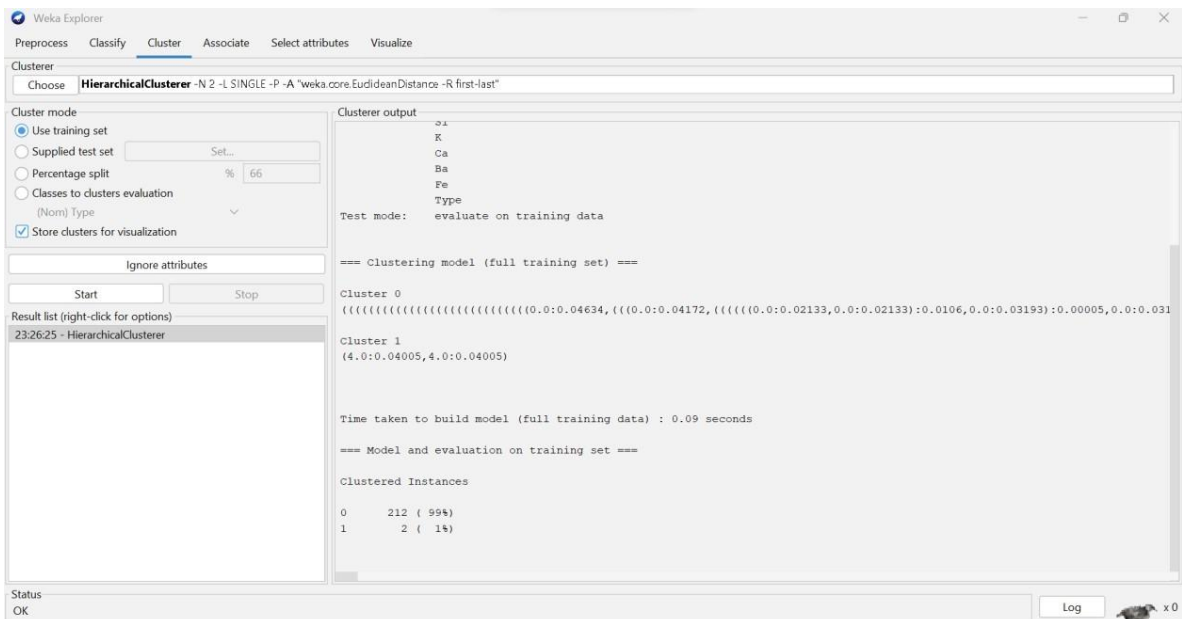 Weka Explorer
Preprocess Classify Cluster Associate Select attributes Visualize
Clusterer
Choose HierarchicalClusterer -N 2 -L SINGLE -P -A "weka.core.EuclideanDistance -R first-last"
Cluster mode
Use training set
Supplied test set Set...
Percentage split % 66
Classes to clusters evaluation
(Nom) Type
Store clusters for visualization
Ignore attributes
Start Stop
Result list (right-click for options)
23:26:25 - HierarchicalClusterer
Clusterer output
Si
K
Ca
Ba
Fe
Type
Test mode: evaluate on training data
=== Clustering model (full training set) ===
Cluster 0
((((((((((((((((((((((((((((0.0:0.04634,(((0.0:0.04172,((((((0.0:0.02133,0.0:0.02133):0.0106,0.0:0.03193):0.00005,0.0:0.031
Cluster 1
(4.0:0.04005,4.0:0.04005)
Time taken to build model (full training data) : 0.09 seconds
=== Model and evaluation on training set ===
Clustered Instances
0 212 ( 99%)
1 2 ( 1%)
Status
OK
Log x 0